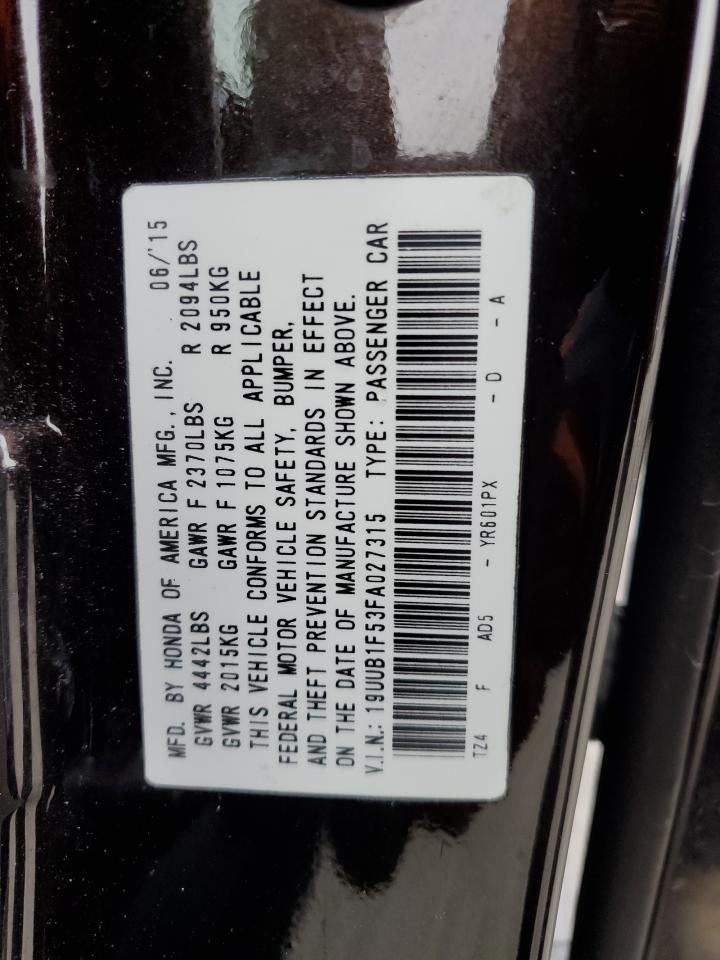 MFD. BY HONDA OF AMERICA MFG., INC. 06/'15
GVWR 4442LBS GAWR F 2370LBS R 2094LBS
GVWR 2015KG GAWR F 1075KG R 950KG
THIS VEHICLE CONFORMS TO ALL APPLICABLE
FEDERAL MOTOR VEHICLE SAFETY, BUMPER,
AND THEFT PREVENTION STANDARDS IN EFFECT
ON THE DATE OF MANUFACTURE SHOWN ABOVE.
V.I.N.: 19UUB1F53FA027315 TYPE: PASSENGER CAR
TZ4 F AD5 - YR601PX - D - A